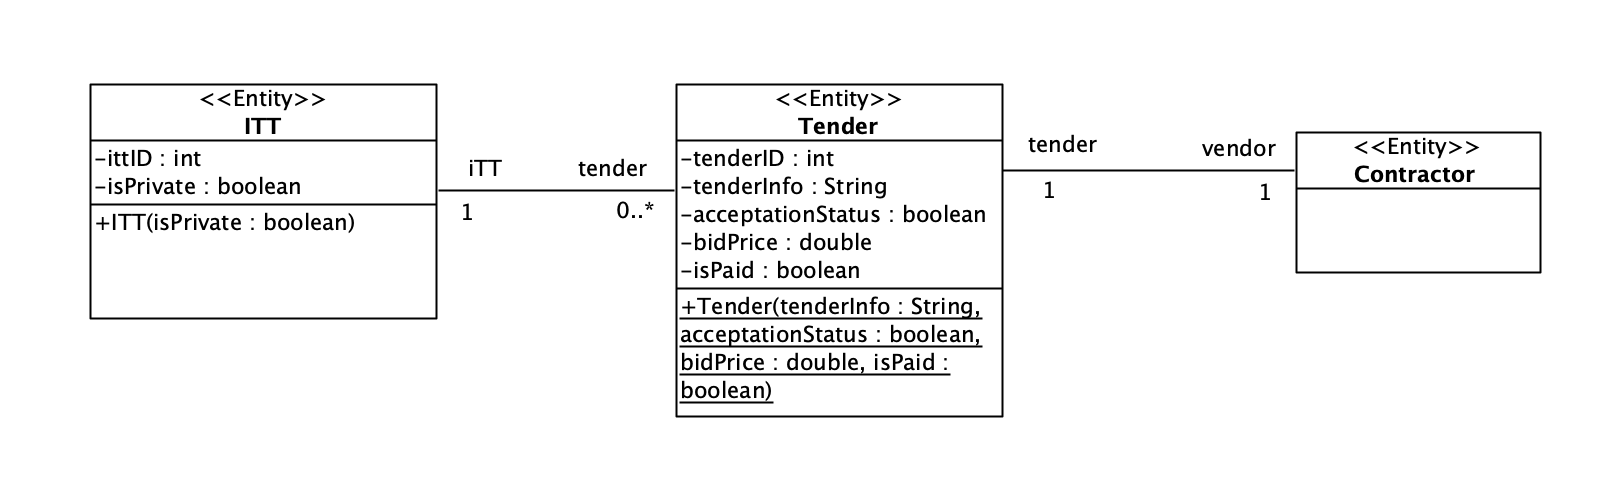 <<Entity>>
ITT
-ittID : int
-isPrivate : boolean
+ITT(isPrivate : boolean)
iTT
1
tender
0..*
<<Entity>>
Tender
-tenderID : int
-tenderInfo : String
-acceptationStatus : boolean
-bidPrice : double
-isPaid : boolean
+Tender(tenderInfo : String,
acceptationStatus : boolean,
bidPrice : double, isPaid :
boolean)
tender
1
vendor
1
<<Entity>>
Contractor